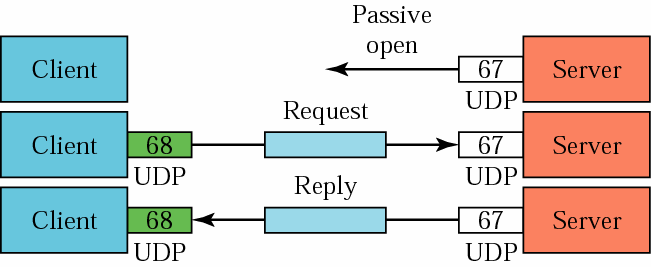 Passive
open
Client
67
Server
UDP
Request
Client
68
67
Server
UDP
UDP
Reply
Client
68
67
Server
UDP
UDP